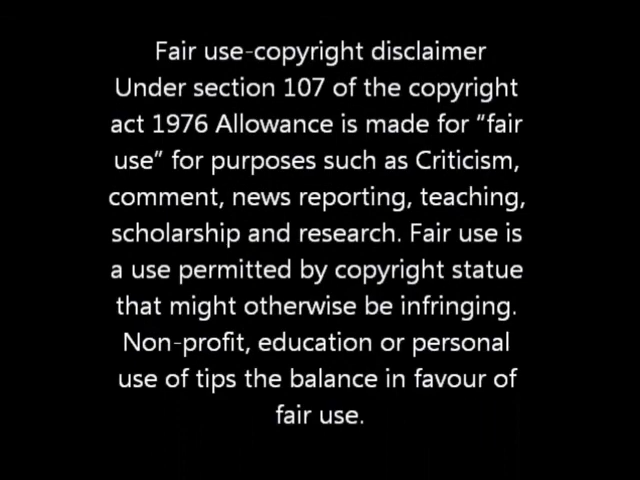 Fair use-copyright disclaimer
Under section 107 of the copyright
act 1976 Allowance is made for “fair
use” for purposes such as Criticism,
comment, news reporting, teaching,
scholarship and research. Fair use is
a use permitted by copyright statue
that might otherwise be infringing.
Non-profit, education or personal
use of tips the balance in favour of
fair use.